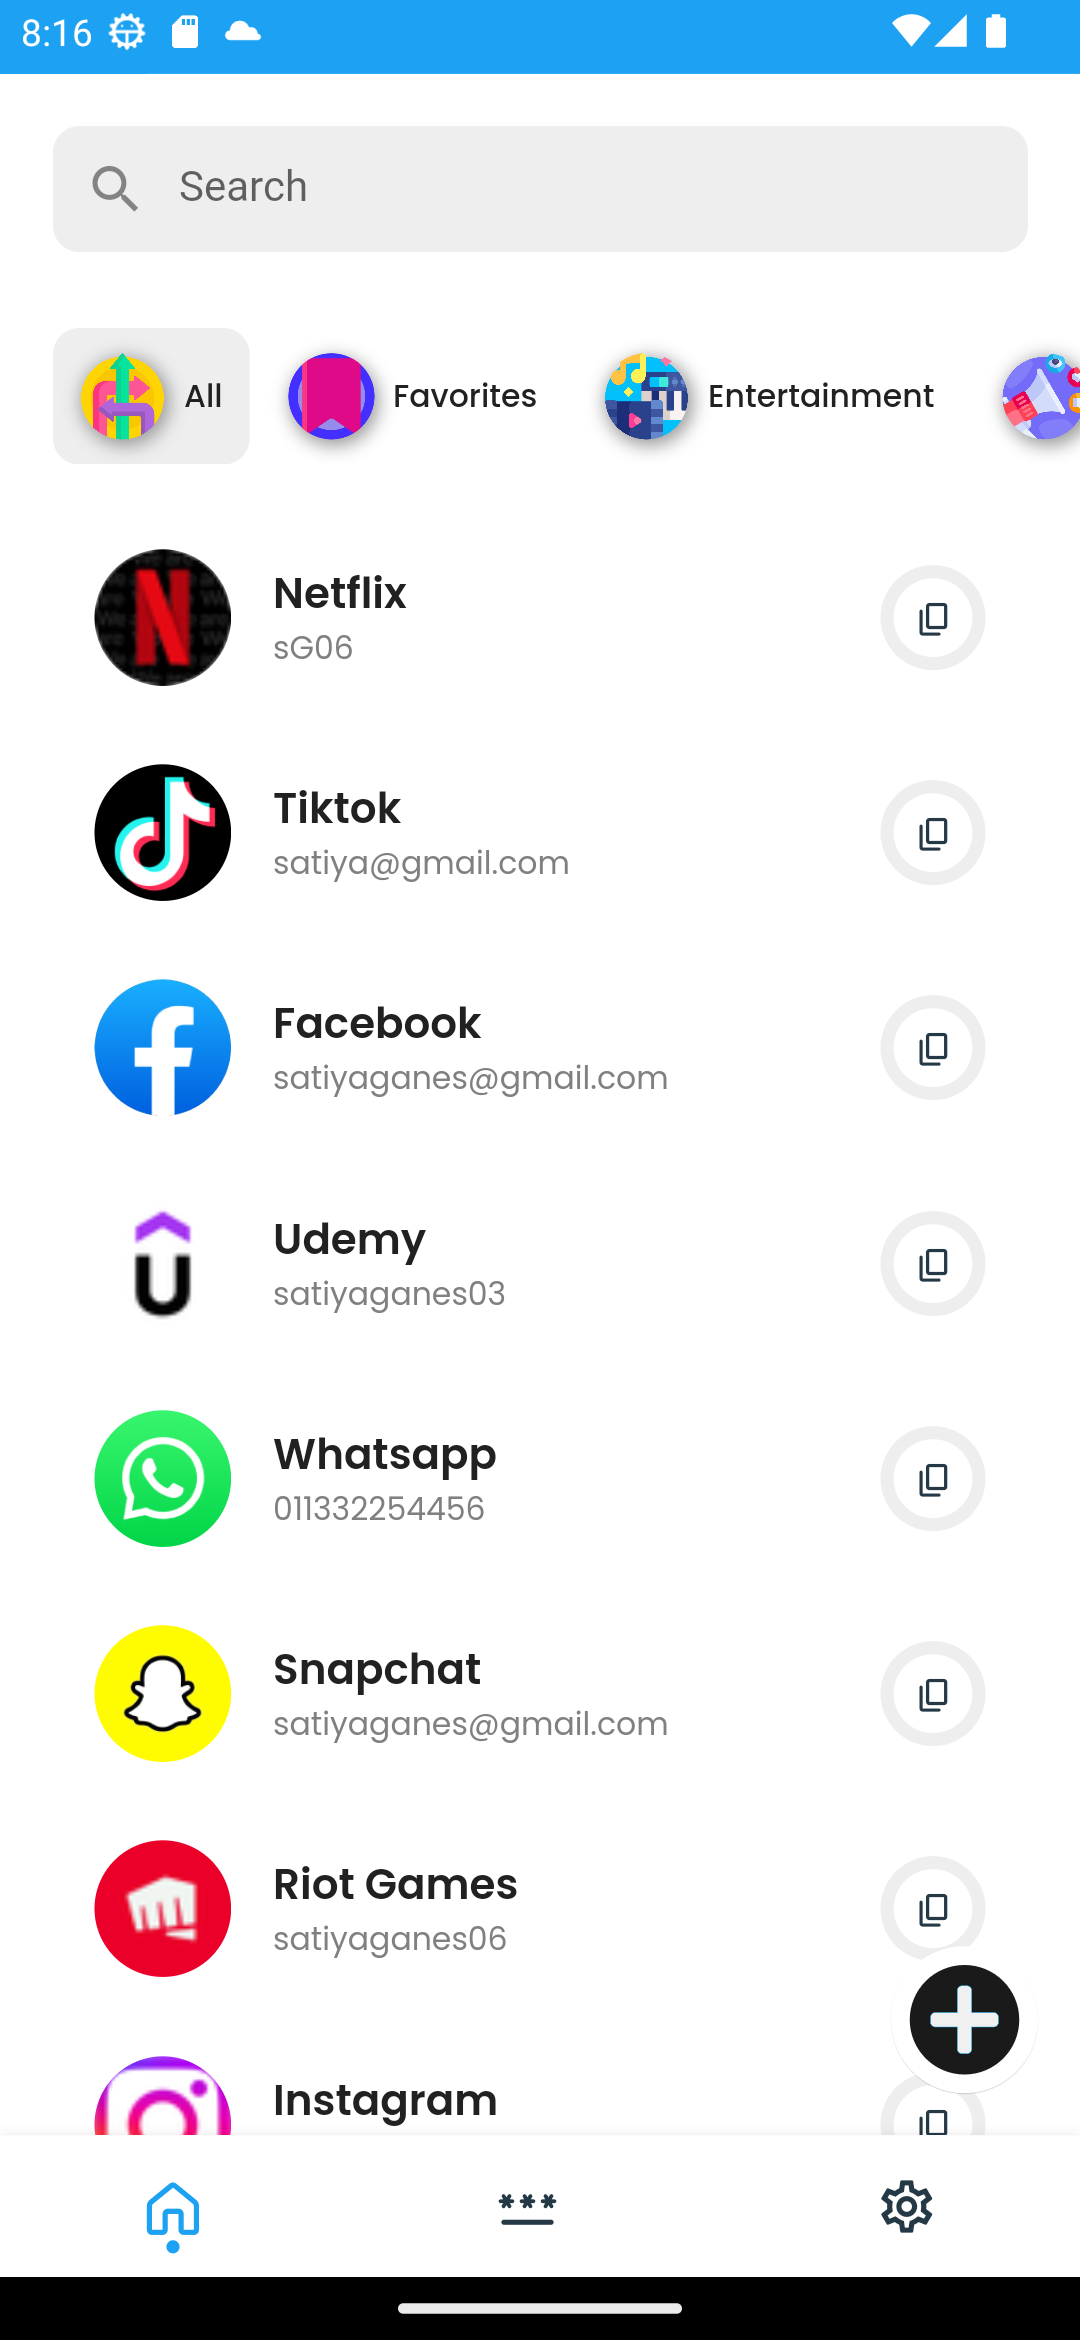 8:16
Search
All
Favorites
Entertainment
Netflix
sG06
Tiktok
satiya@gmail.com
Facebook
satiyaganes@gmail.com
Udemy
satiyaganes03
Whatsapp
011332254456
Snapchat
satiyaganes@gmail.com
Riot Games
satiyaganes06
Instagram